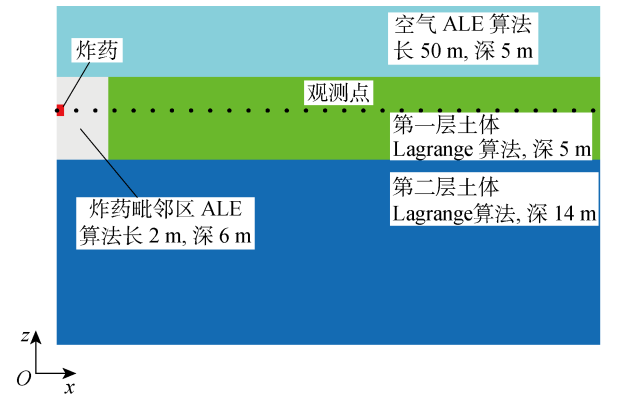 空气 ALE 算法
长 50 m, 深 5 m
炸药
观测点
第一层土体
Lagrange 算法, 深 5 m
第二层土体
Lagrange算法, 深 14 m
炸药毗邻区 ALE
算法长 2 m, 深 6 m
z
O
x